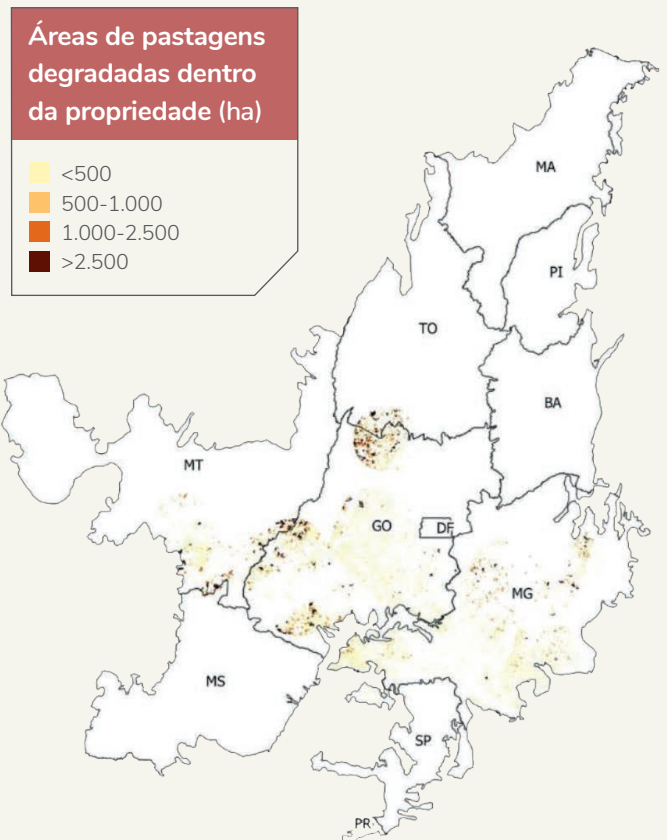 Áreas de pastagens
degradadas dentro
da propriedade (ha)
<500
500-1.000
1.000-2.500
>2.500
MA
PI
TO
BA
MT
GO
DF
MG
MS
SP
PR